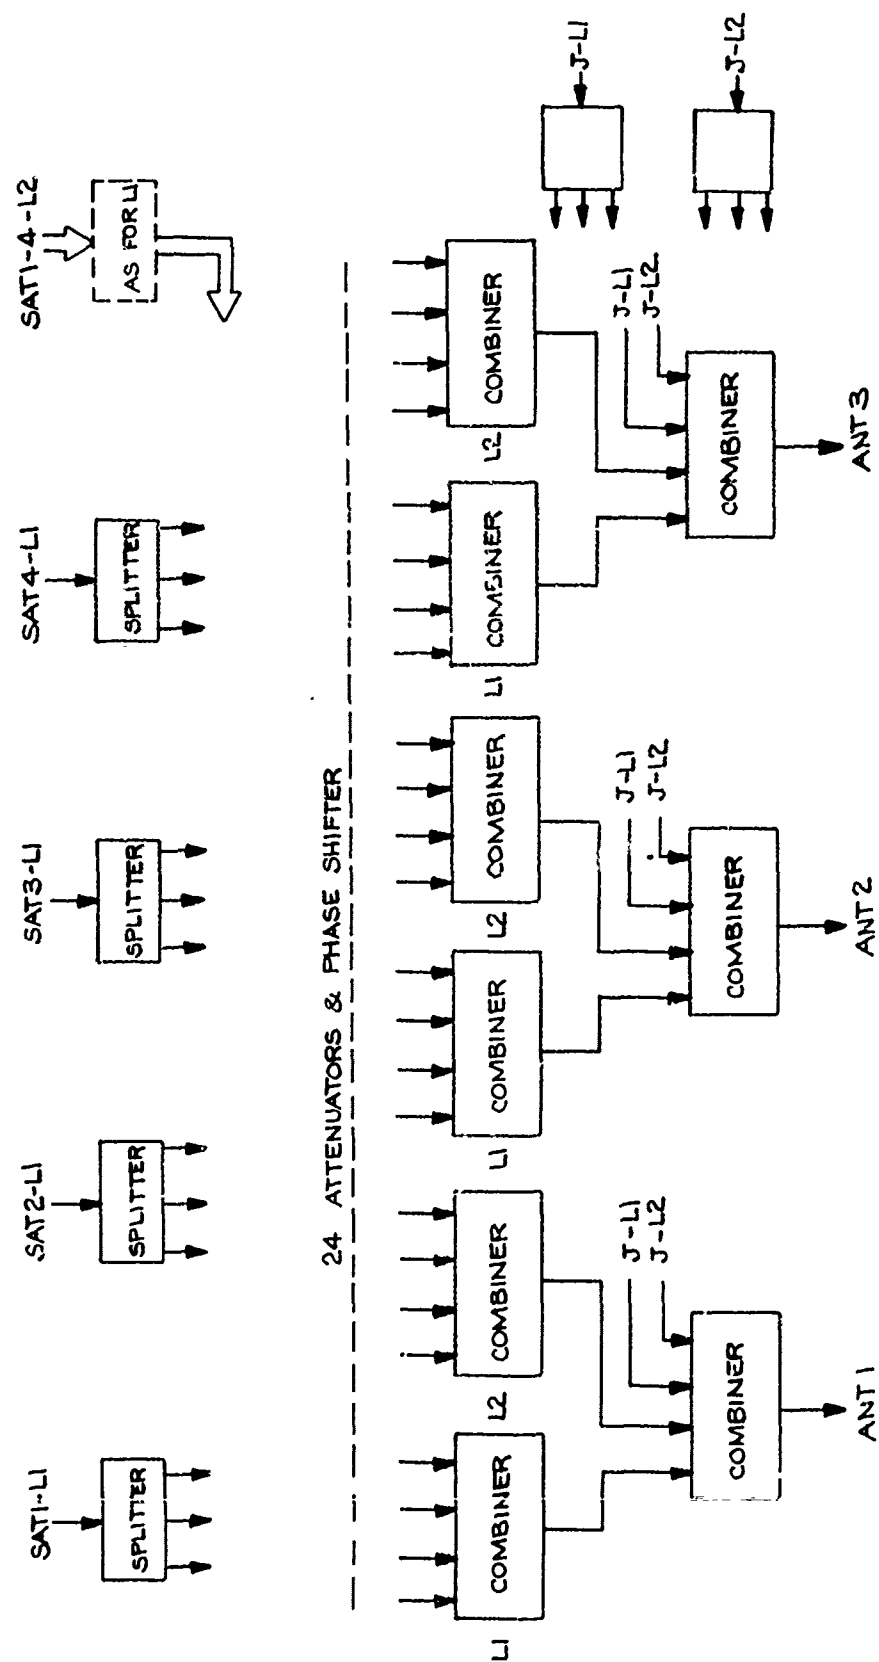 SAT1-L1
SAT2-L1
SAT3-L1
SAT4-L1
SAT1-4-L2
SPLITTER
SPLITTER
SPLITTER
SPLITTER
AS FOR L1
24 ATTENUATORS & PHASE SHIFTER
L1
COMBINER
L2
COMBINER
L1
COMBINER
L2
COMBINER
L1
COMBINER
L2
COMBINER
J-L1
J-L2
J-L1
J-L2
J-L1
J-L2
J-L1
J-L2
COMBINER
COMBINER
COMBINER
ANT 1
ANT 2
ANT 3